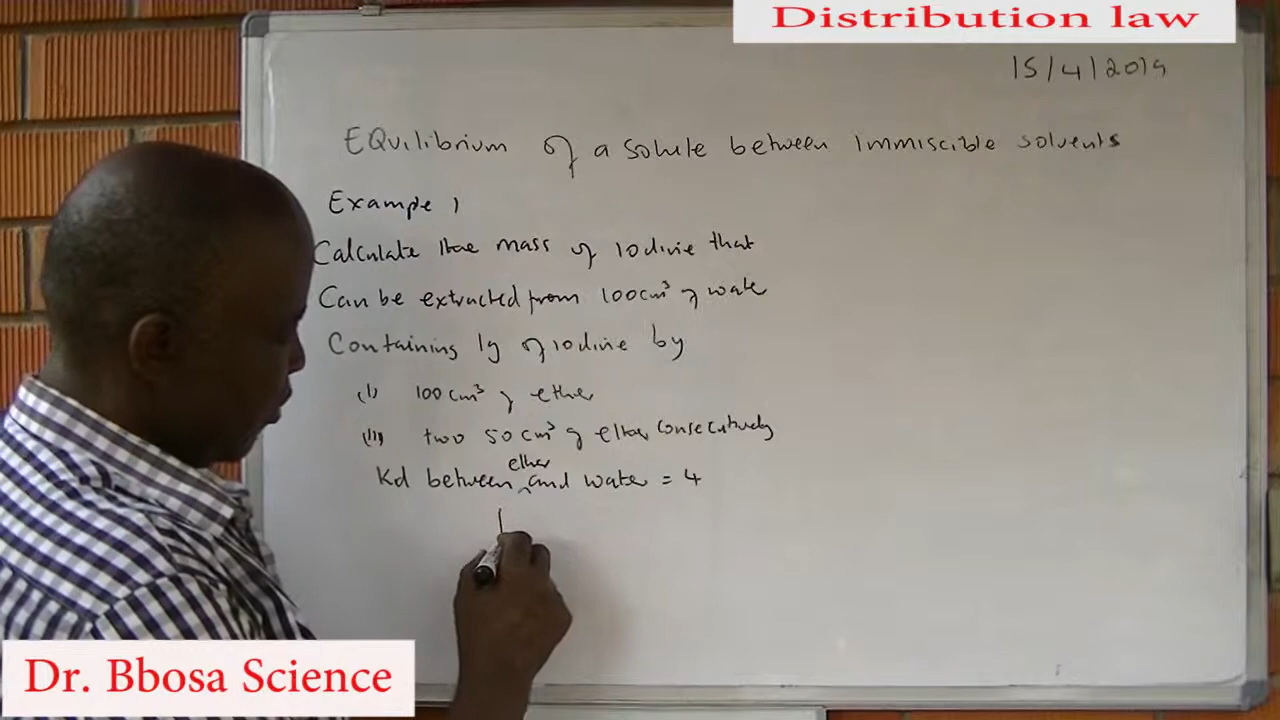 Distribution law
15/4/2019
EQuilibrium of a solute between immiscible solvents
Example 1
Calculate the mass of iodine that
Can be extracted from 100cm³ of water
Containing 1g of iodine by
(i) 100cm³ of ether
(ii) two 50cm³ of ether consecutively
ether
Kd between ^ and water = 4
Dr. Bbosa Science